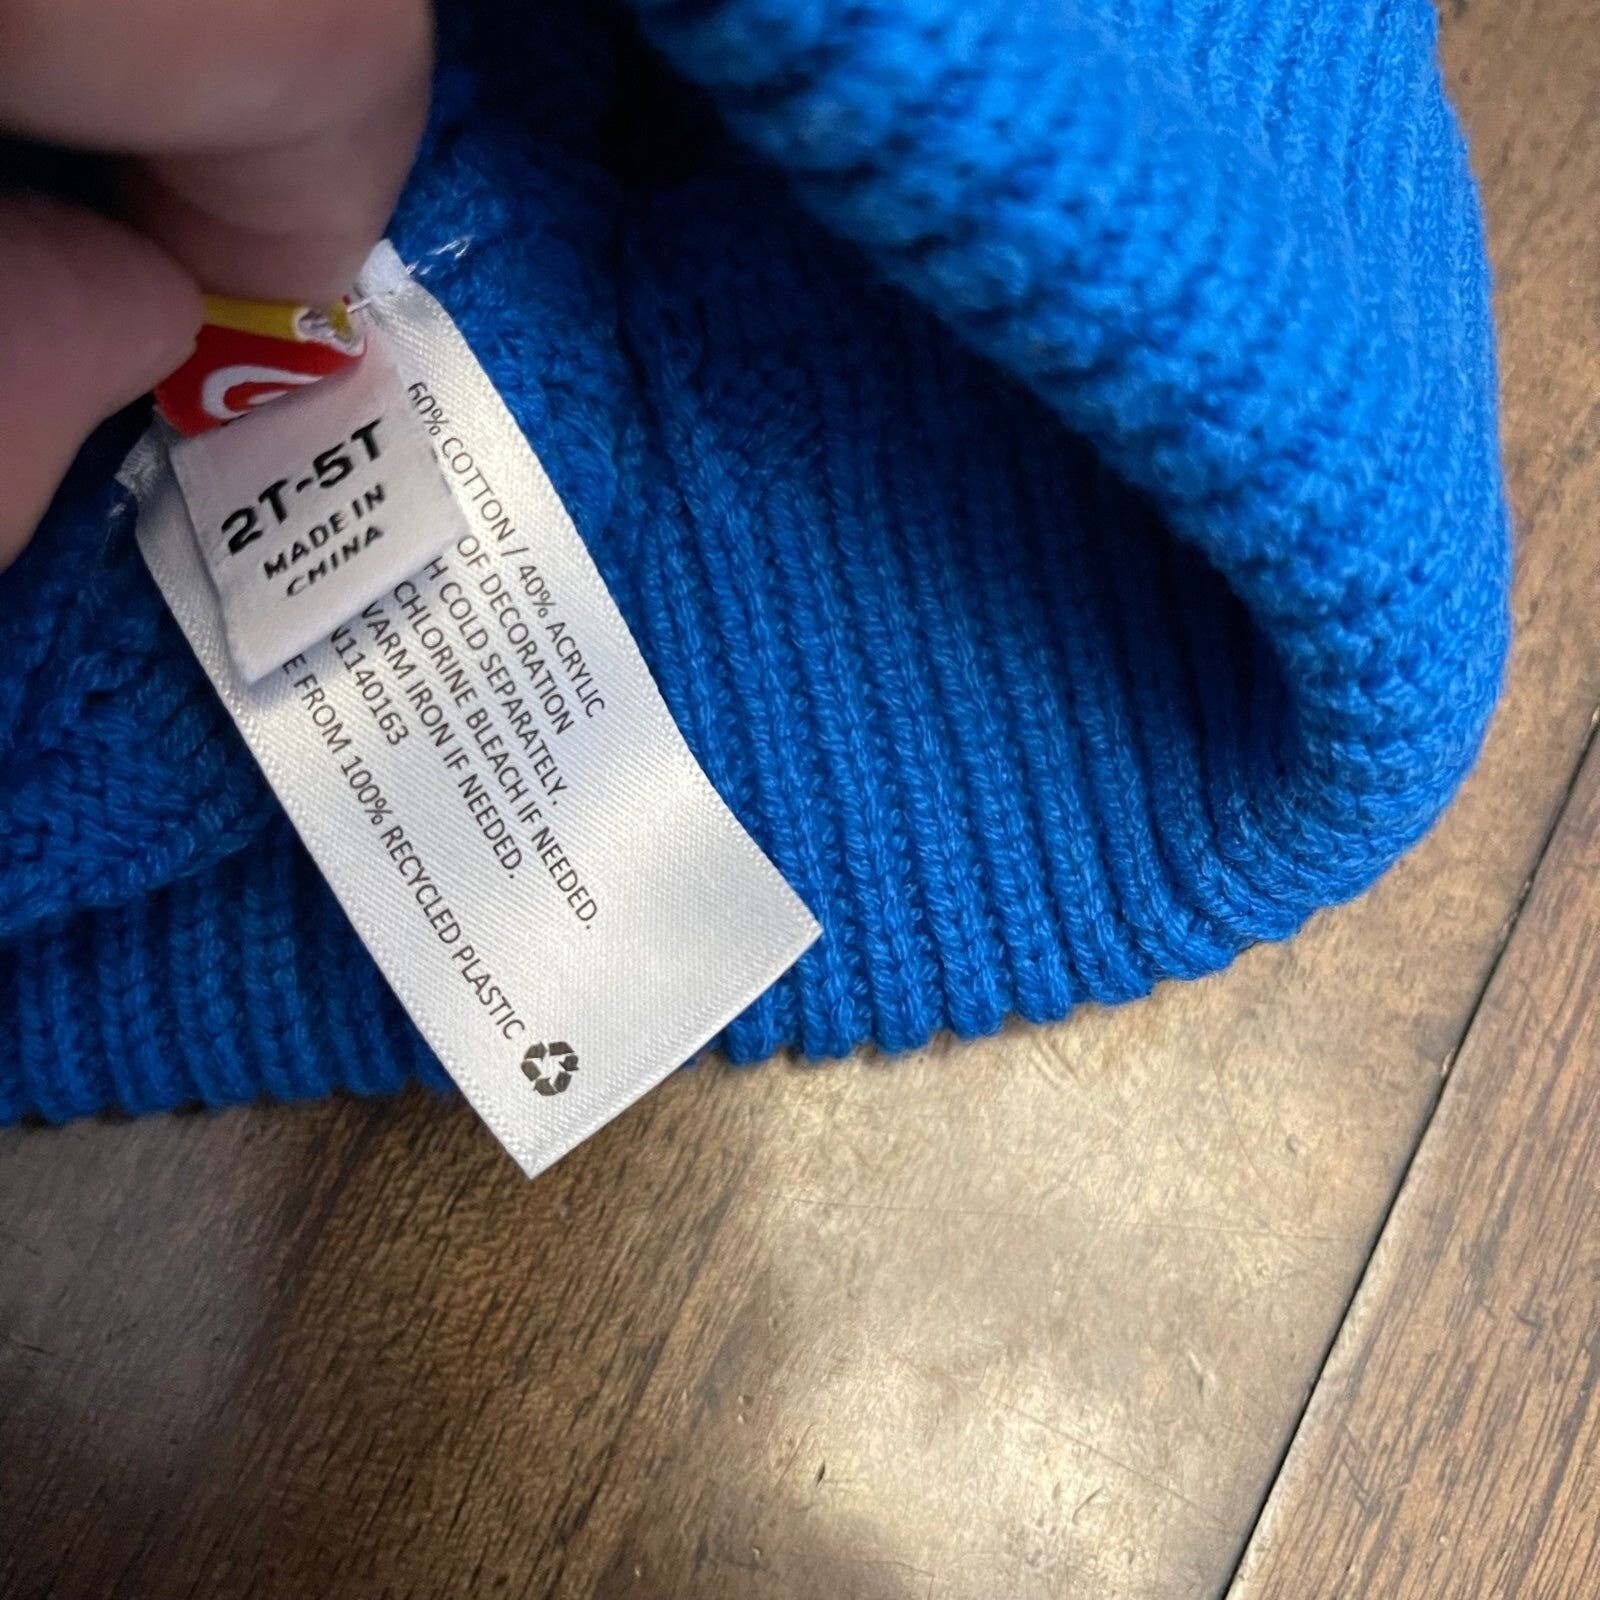 2T-5T
MADE IN
CHINA
60% COTTON / 40% ACRYLIC
OF DECORATION
COLD SEPARATELY.
CHLORINE BLEACH IF NEEDED.
WARM IRON IF NEEDED.
N1140163
FROM 100% RECYCLED PLASTIC